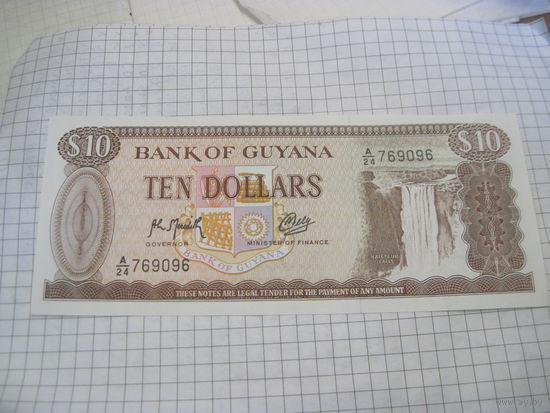 $10
BANK OF GUYANA
A/24 769096
$10
TEN DOLLARS
GOVERNOR
MINISTER OF FINANCE
KAIETEUR
FALLS
BANK OF GUYANA
A/24 769096
THESE NOTES ARE LEGAL TENDER FOR THE PAYMENT OF ANY AMOUNT